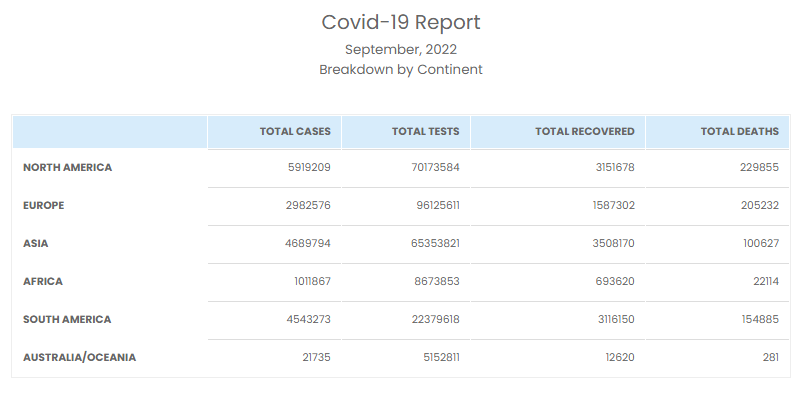 Covid-19 Report
September, 2022
Breakdown by Continent
TOTAL CASES TOTAL TESTS TOTAL RECOVERED TOTAL DEATHS
NORTH AMERICA 5919209 70173584 3151678 229855
EUROPE 2982576 96125611 1587302 205232
ASIA 4689794 65353821 3508170 100627
AFRICA 1011867 8673853 693620 22114
SOUTH AMERICA 4543273 22379618 3116150 154885
AUSTRALIA/OCEANIA 21735 5152811 12620 281